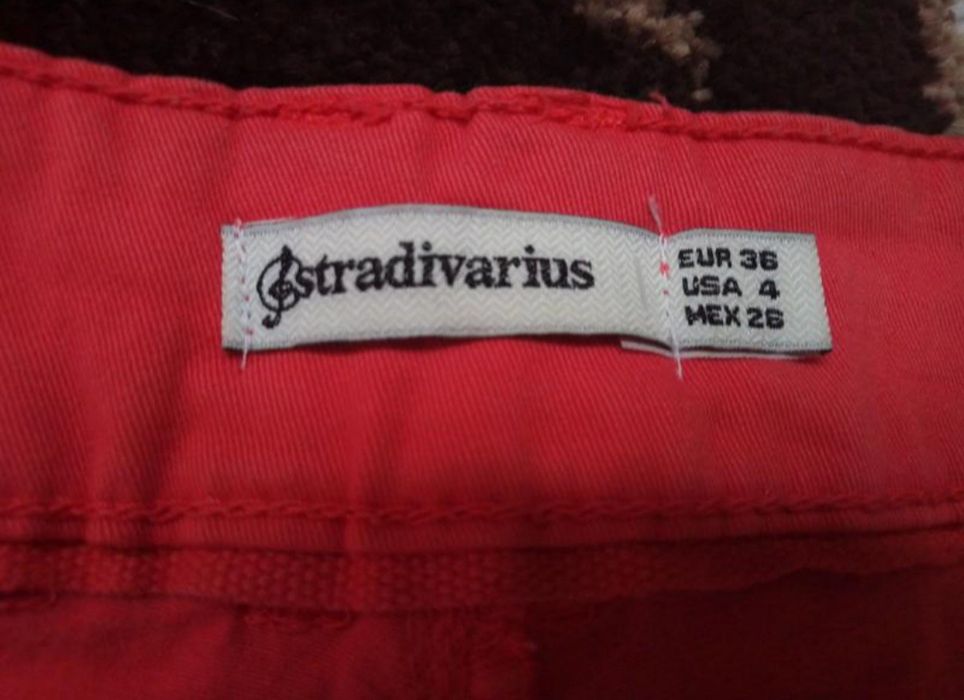 stradivarius
EUR 36
USA 4
MEX 26